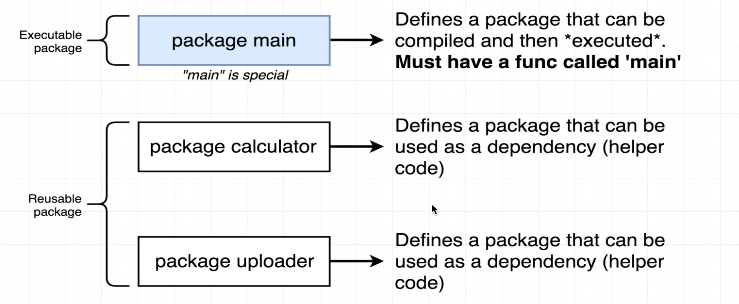 Executable
package
package main
"main" is special
Defines a package that can be
compiled and then *executed*.
Must have a func called 'main'
Reusable
package
package calculator
Defines a package that can be
used as a dependency (helper
code)
package uploader
Defines a package that can be
used as a dependency (helper
code)